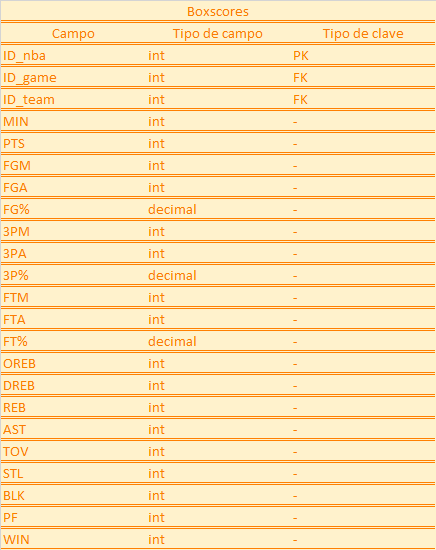 Boxscores
Campo Tipo de campo Tipo de clave
ID_nba int PK
ID_game int FK
ID_team int FK
MIN int -
PTS int -
FGM int -
FGA int -
FG% decimal -
3PM int -
3PA int -
3P% decimal -
FTM int -
FTA int -
FT% decimal -
OREB int -
DREB int -
REB int -
AST int -
TOV int -
STL int -
BLK int -
PF int -
WIN int -